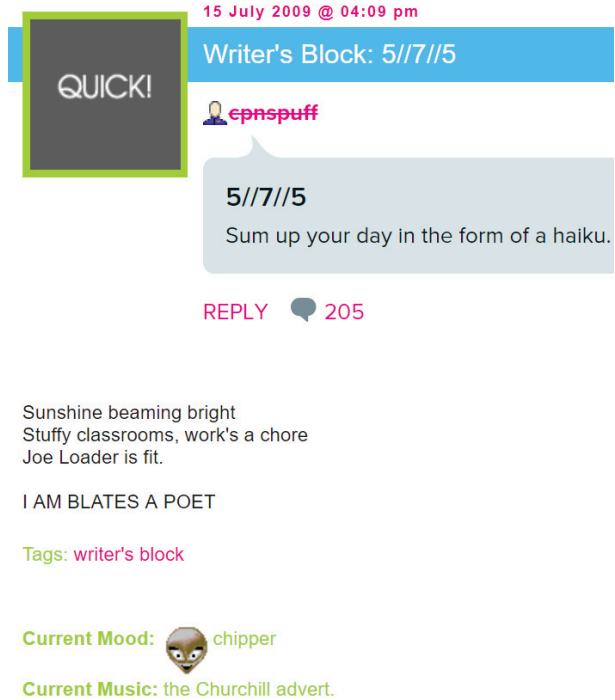 15 July 2009 @ 04:09 pm
QUICK!
Writer's Block: 5//7//5
cpnspuff
5//7//5
Sum up your day in the form of a haiku.
REPLY 205
Sunshine beaming bright
Stuffy classrooms, work's a chore
Joe Loader is fit.
I AM BLATES A POET
Tags: writer's block
Current Mood: chipper
Current Music: the Churchill advert.